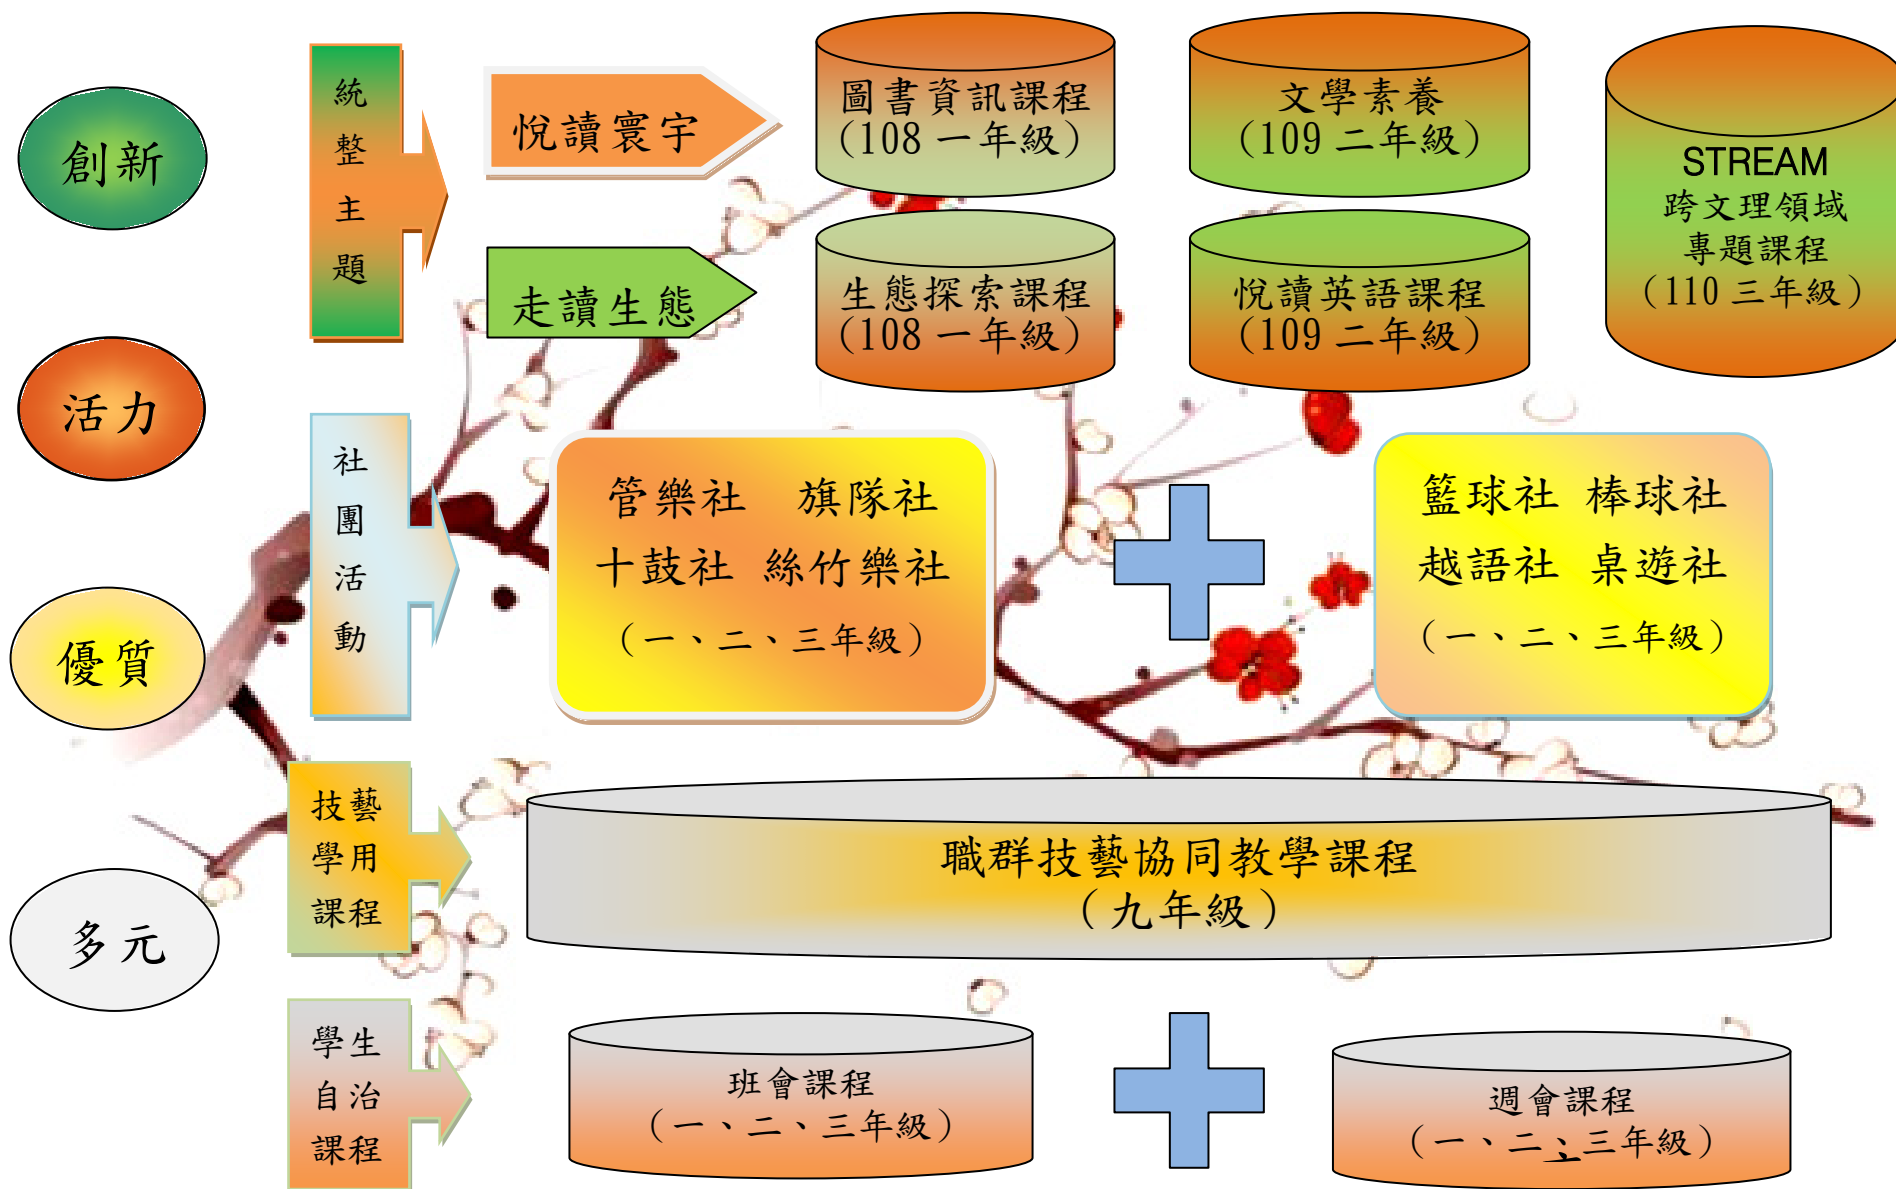 創新
活力
優質
多元
統
整
主
題
悅讀寰宇
圖書資訊課程
(108 一年級)
文學素養
(109 二年級)
STREAM
跨文理領域
專題課程
(110 三年級)
走讀生態
生態探索課程
(108 一年級)
悅讀英語課程
(109 二年級)
社
團
活
動
管樂社 旗隊社
十鼓社 絲竹樂社
(一、二、三年級)
籃球社 棒球社
越語社 桌遊社
(一、二、三年級)
技藝
學用
課程
職群技藝協同教學課程
(九年級)
學生
自治
課程
班會課程
(一、二、三年級)
週會課程
(一、二、三年級)